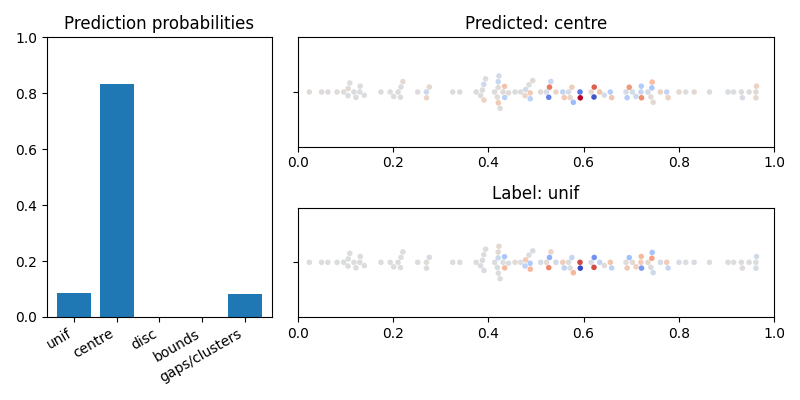 Prediction probabilities
1.0
0.8
0.6
0.4
0.2
0.0
unif
centre
disc
bounds
gaps/clusters
Predicted: centre
0.0 0.2 0.4 0.6 0.8 1.0
Label: unif
0.0 0.2 0.4 0.6 0.8 1.0